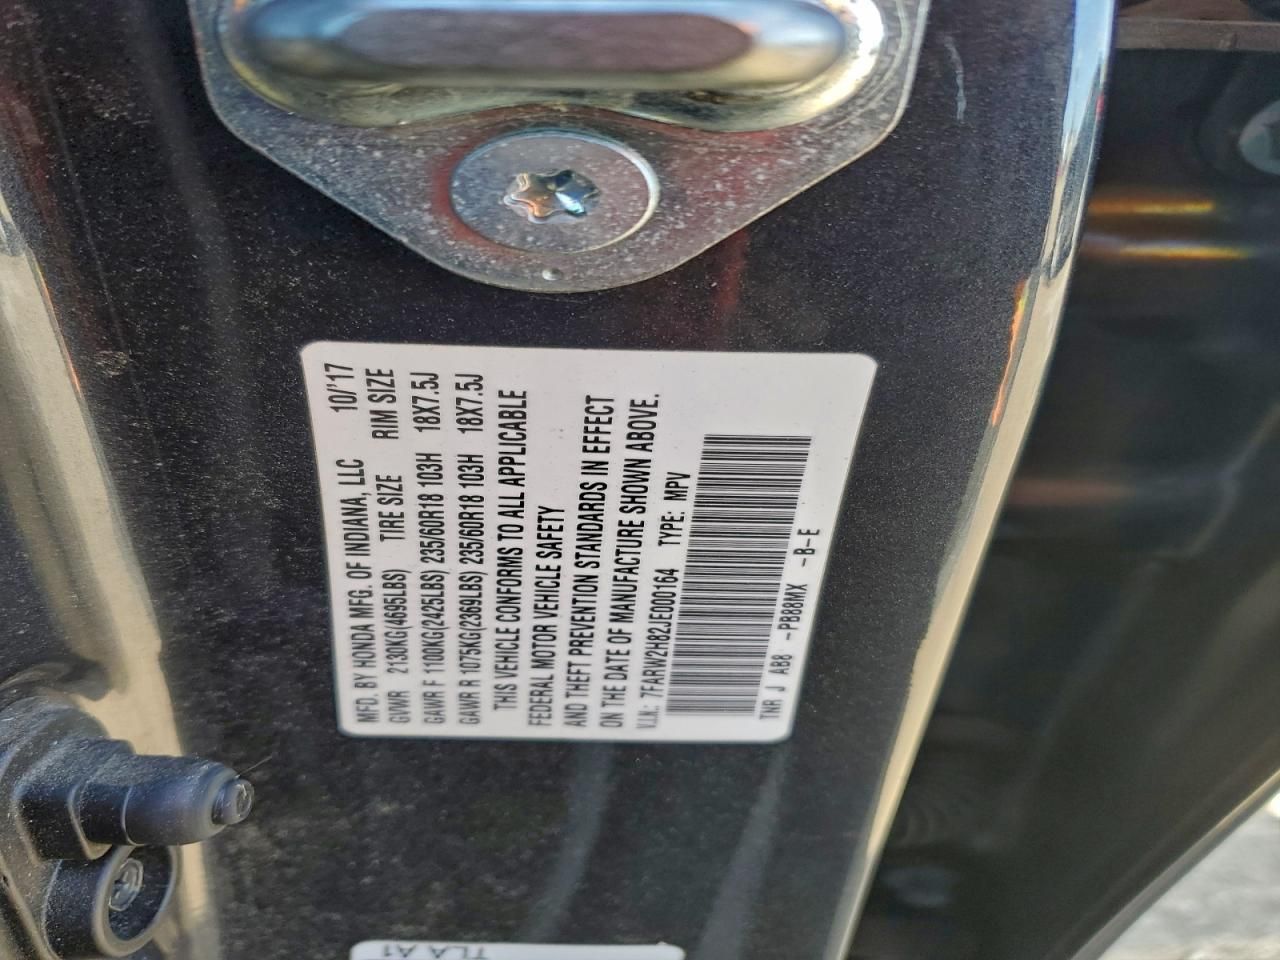 MFD. BY HONDA MFG. OF INDIANA, LLC 10/'17
GVWR 2130KG(4695LBS) TIRE SIZE RIM SIZE
GAWR F 1100KG(2425LBS) 235/60R18 103H 18X7.5J
GAWR R 1075KG(2369LBS) 235/60R18 103H 18X7.5J
THIS VEHICLE CONFORMS TO ALL APPLICABLE
FEDERAL MOTOR VEHICLE SAFETY
AND THEFT PREVENTION STANDARDS IN EFFECT
ON THE DATE OF MANUFACTURE SHOWN ABOVE.
V.I.N.: 7FARW2H82JE000164 TYPE: MPV
TNR J AB8 -PB88MX -B-E
TLA A1